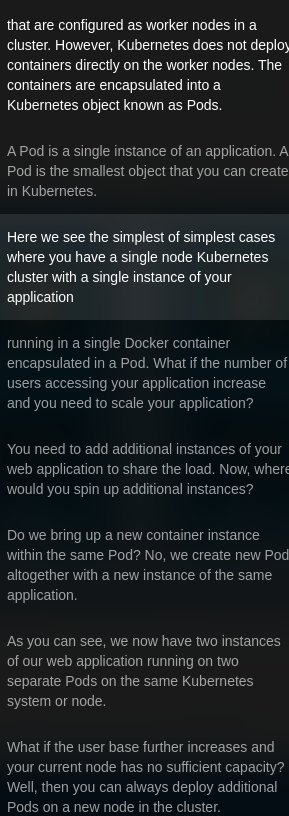 that are configured as worker nodes in a
cluster. However, Kubernetes does not deploy
containers directly on the worker nodes. The
containers are encapsulated into a
Kubernetes object known as Pods.
A Pod is a single instance of an application. A
Pod is the smallest object that you can create
in Kubernetes.
Here we see the simplest of simplest cases
where you have a single node Kubernetes
cluster with a single instance of your
application
running in a single Docker container
encapsulated in a Pod. What if the number of
users accessing your application increase
and you need to scale your application?
You need to add additional instances of your
web application to share the load. Now, where
would you spin up additional instances?
Do we bring up a new container instance
within the same Pod? No, we create new Pod
altogether with a new instance of the same
application.
As you can see, we now have two instances
of our web application running on two
separate Pods on the same Kubernetes
system or node.
What if the user base further increases and
your current node has no sufficient capacity?
Well, then you can always deploy additional
Pods on a new node in the cluster.